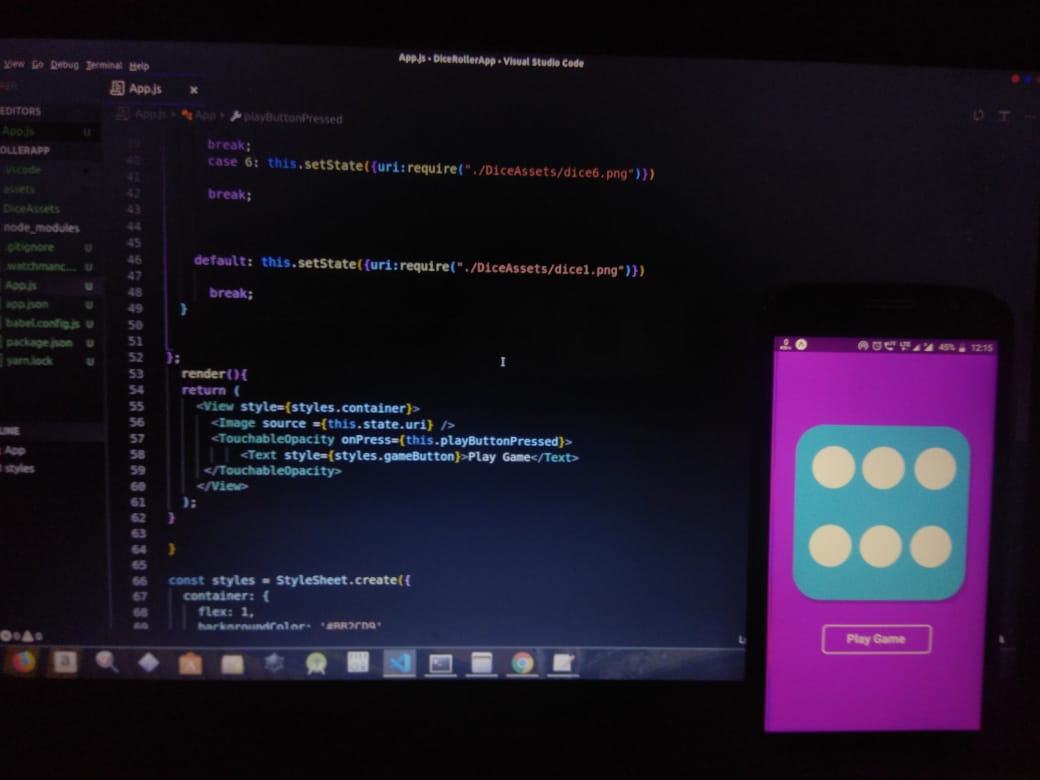 App.js - DiceRollerApp - Visual Studio Code
View Go Debug Terminal Help
App.js ×
App.js App playButtonPressed
EDITORS
App.js U
OLLERAPP
.vscode
assets
DiceAssets
node_modules
.gitignore U
.watchmanc... U
App.js U
app.json U
babel.config.js U
package.json U
yarn.lock U
LINE
App
styles
39 break;
40 case 6: this.setState({uri:require("./DiceAssets/dice6.png")})
41
42 break;
43
44
45
46 default: this.setState({uri:require("./DiceAssets/dice1.png")})
47
48 break;
49 }
50
51
52 };
53 render(){
54 return (
55 <View style={styles.container}>
56 <Image source ={this.state.uri} />
57 <TouchableOpacity onPress={this.playButtonPressed}>
58 <Text style={styles.gameButton}>Play Game</Text>
59 </TouchableOpacity>
60 </View>
61 );
62 }
63
64 }
65
66 const styles = StyleSheet.create({
67 container: {
68 flex: 1,
69 backgroundColor: '#BB2CD9'
0 0
45% 12:15
Play Game